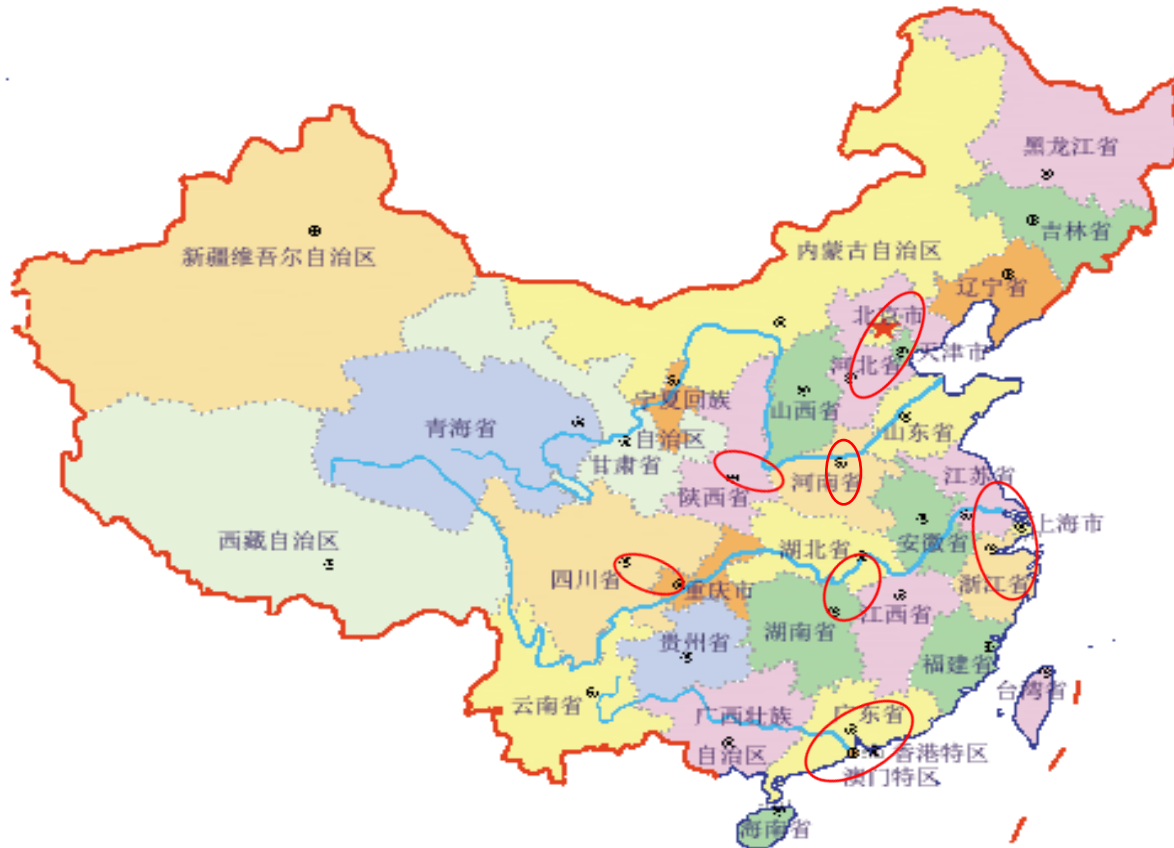 黑龙江省
吉林省
新疆维吾尔自治区
内蒙古自治区
辽宁省
北京市
天津市
河北省
宁夏回族
自治区
山西省
山东省
青海省
甘肃省
陕西省
河南省
江苏省
上海市
西藏自治区
四川省
重庆市
湖北省
安徽省
浙江省
湖南省
江西省
贵州省
福建省
台湾省
云南省
广西壮族
自治区
广东省
香港特区
澳门特区
海南省